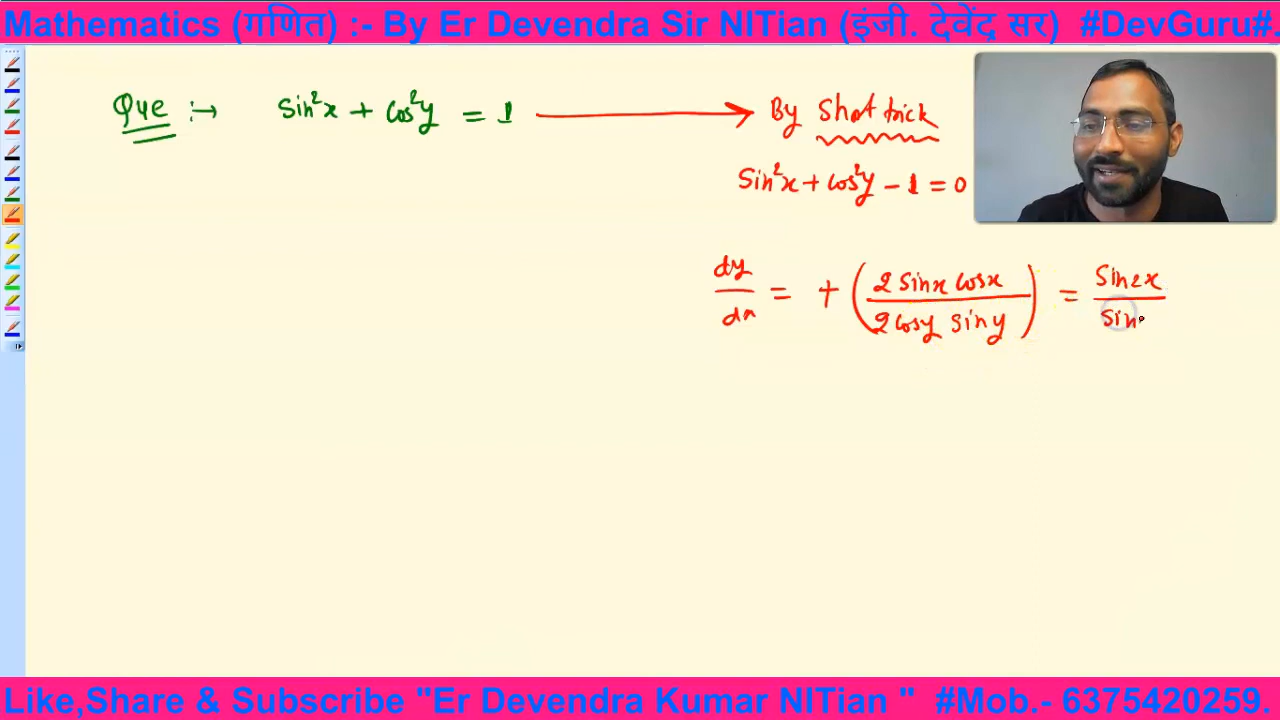 Mathematics (गणित) :- By Er Devendra Sir NITian (इंजी. देवेंद्र सर) #DevGuru#.
Que :→ Sin²x + Cos²y = 1 ⟶ By Shot trick
Sin²x + Cos²y - 1 = 0
dy/dx = + (2 Sinx Cosx / 2 Cosy Siny) = Sin2x / Sin
Like,Share & Subscribe "Er Devendra Kumar NITian " #Mob.- 6375420259.